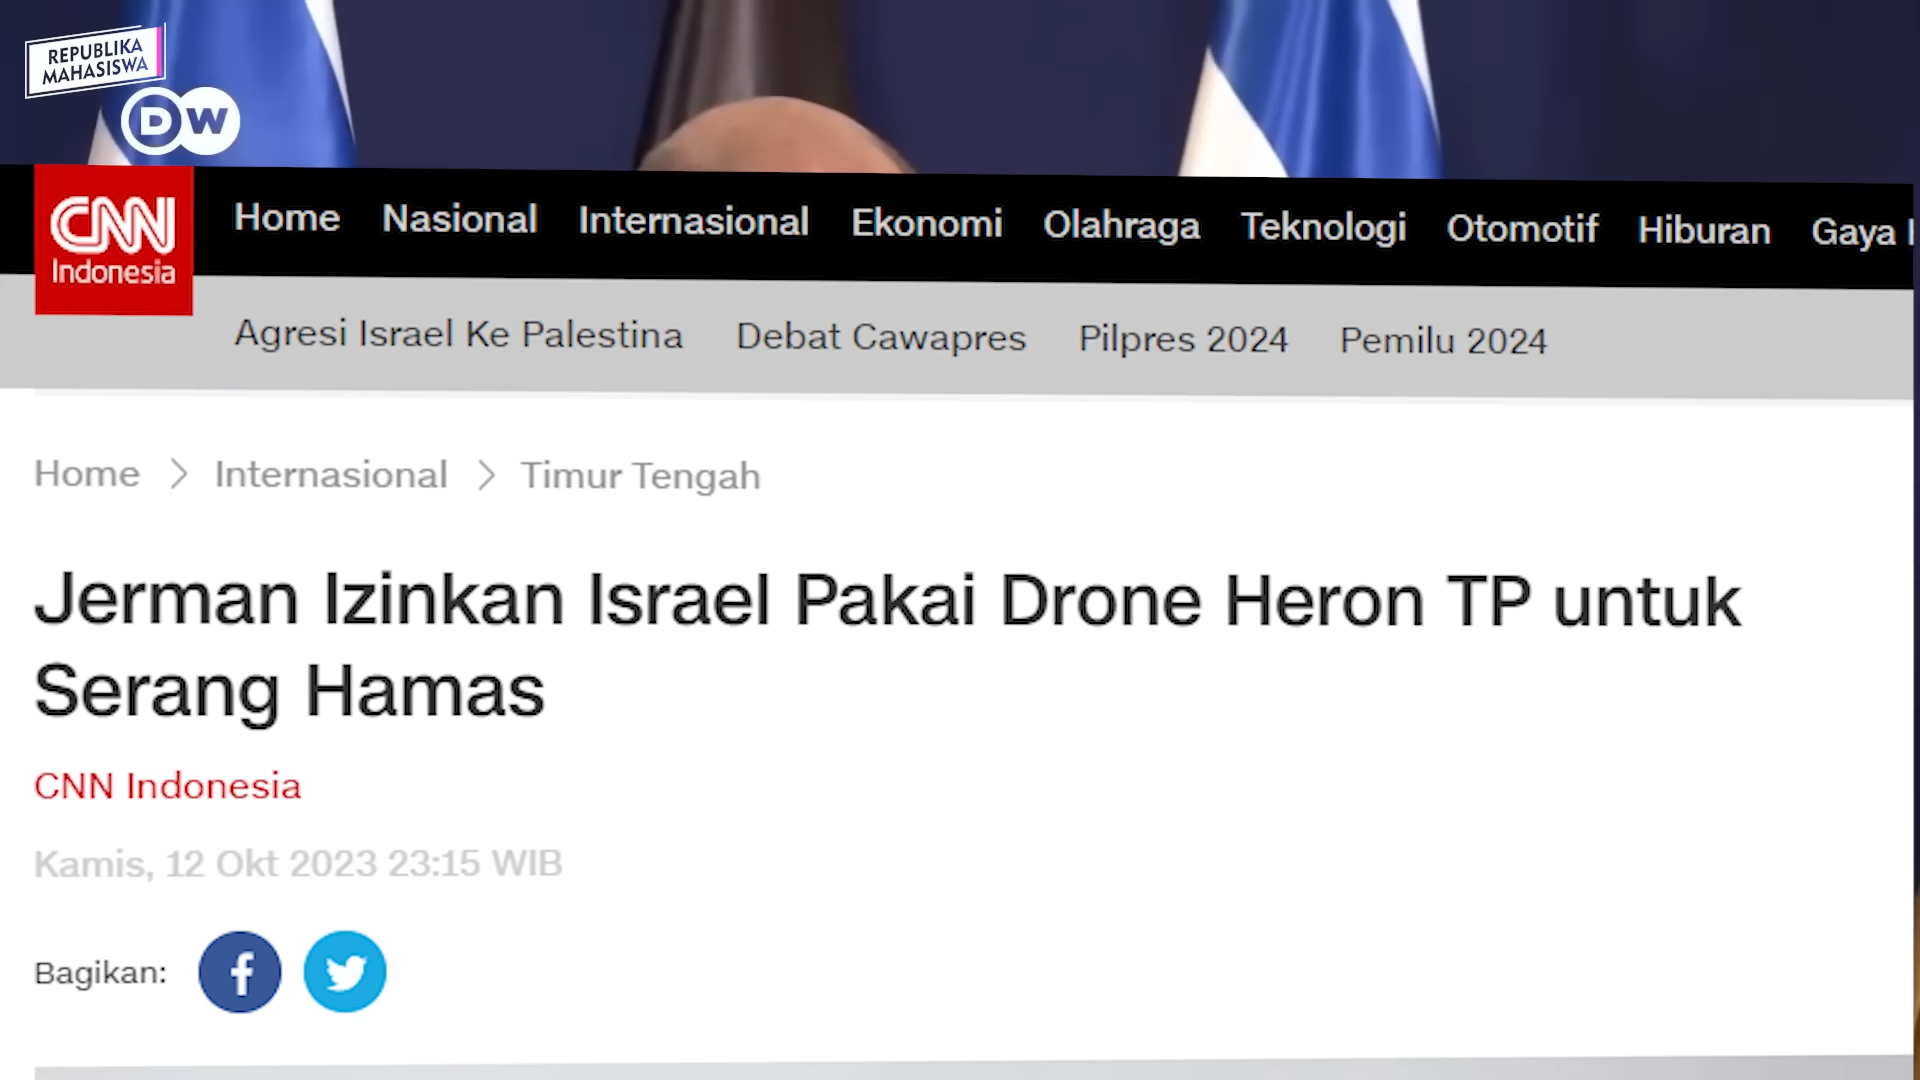 REPUBLIKA
MAHASISWA
DW
CNN
Indonesia
Home Nasional Internasional Ekonomi Olahraga Teknologi Otomotif Hiburan Gaya
Agresi Israel Ke Palestina Debat Cawapres Pilpres 2024 Pemilu 2024
Home > Internasional > Timur Tengah
Jerman Izinkan Israel Pakai Drone Heron TP untuk
Serang Hamas
CNN Indonesia
Kamis, 12 Okt 2023 23:15 WIB
Bagikan: